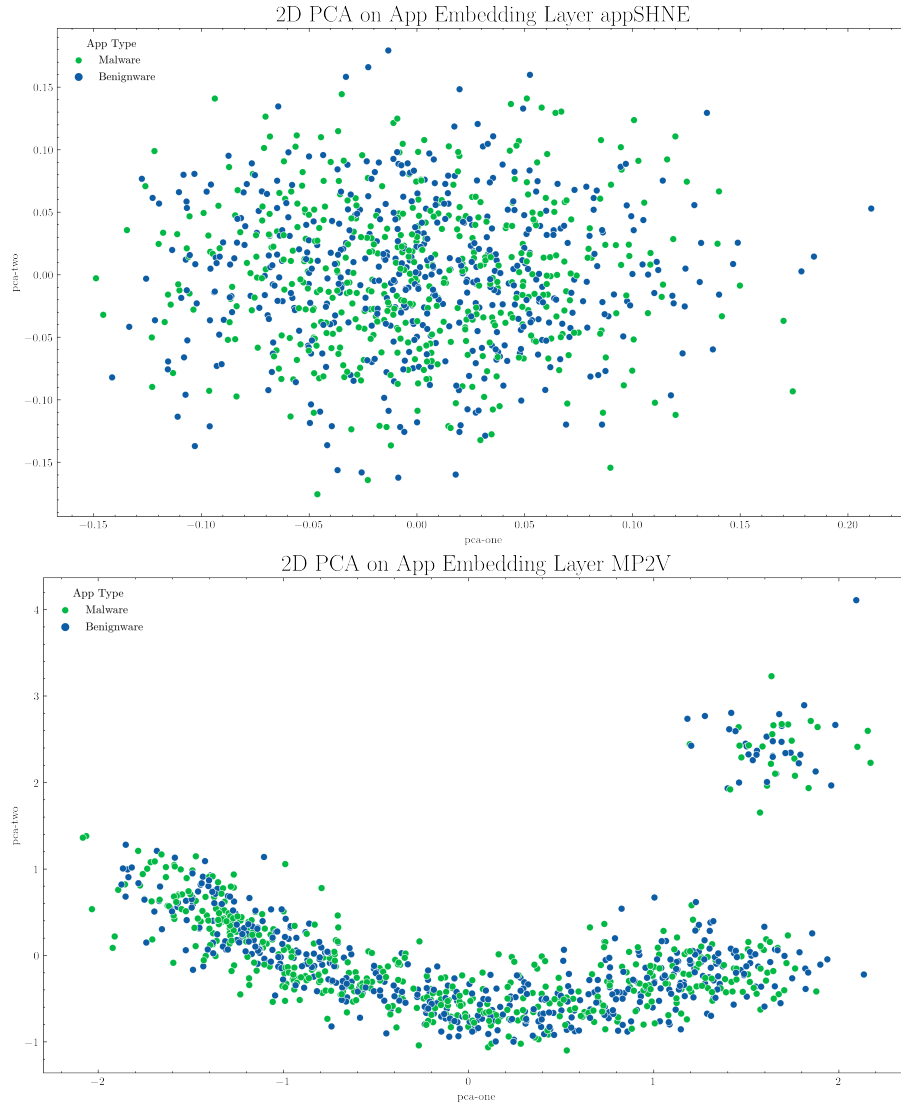 2D PCA on App Embedding Layer appSHNE
App Type
Malware
Benignware
0.15
0.10
0.05
0.00
−0.05
−0.10
−0.15
pca-two
−0.15
−0.10
−0.05
0.00
0.05
0.10
0.15
0.20
pca-one
2D PCA on App Embedding Layer MP2V
App Type
Malware
Benignware
4
3
2
1
0
−1
pca-two
−2
−1
0
1
2
pca-one